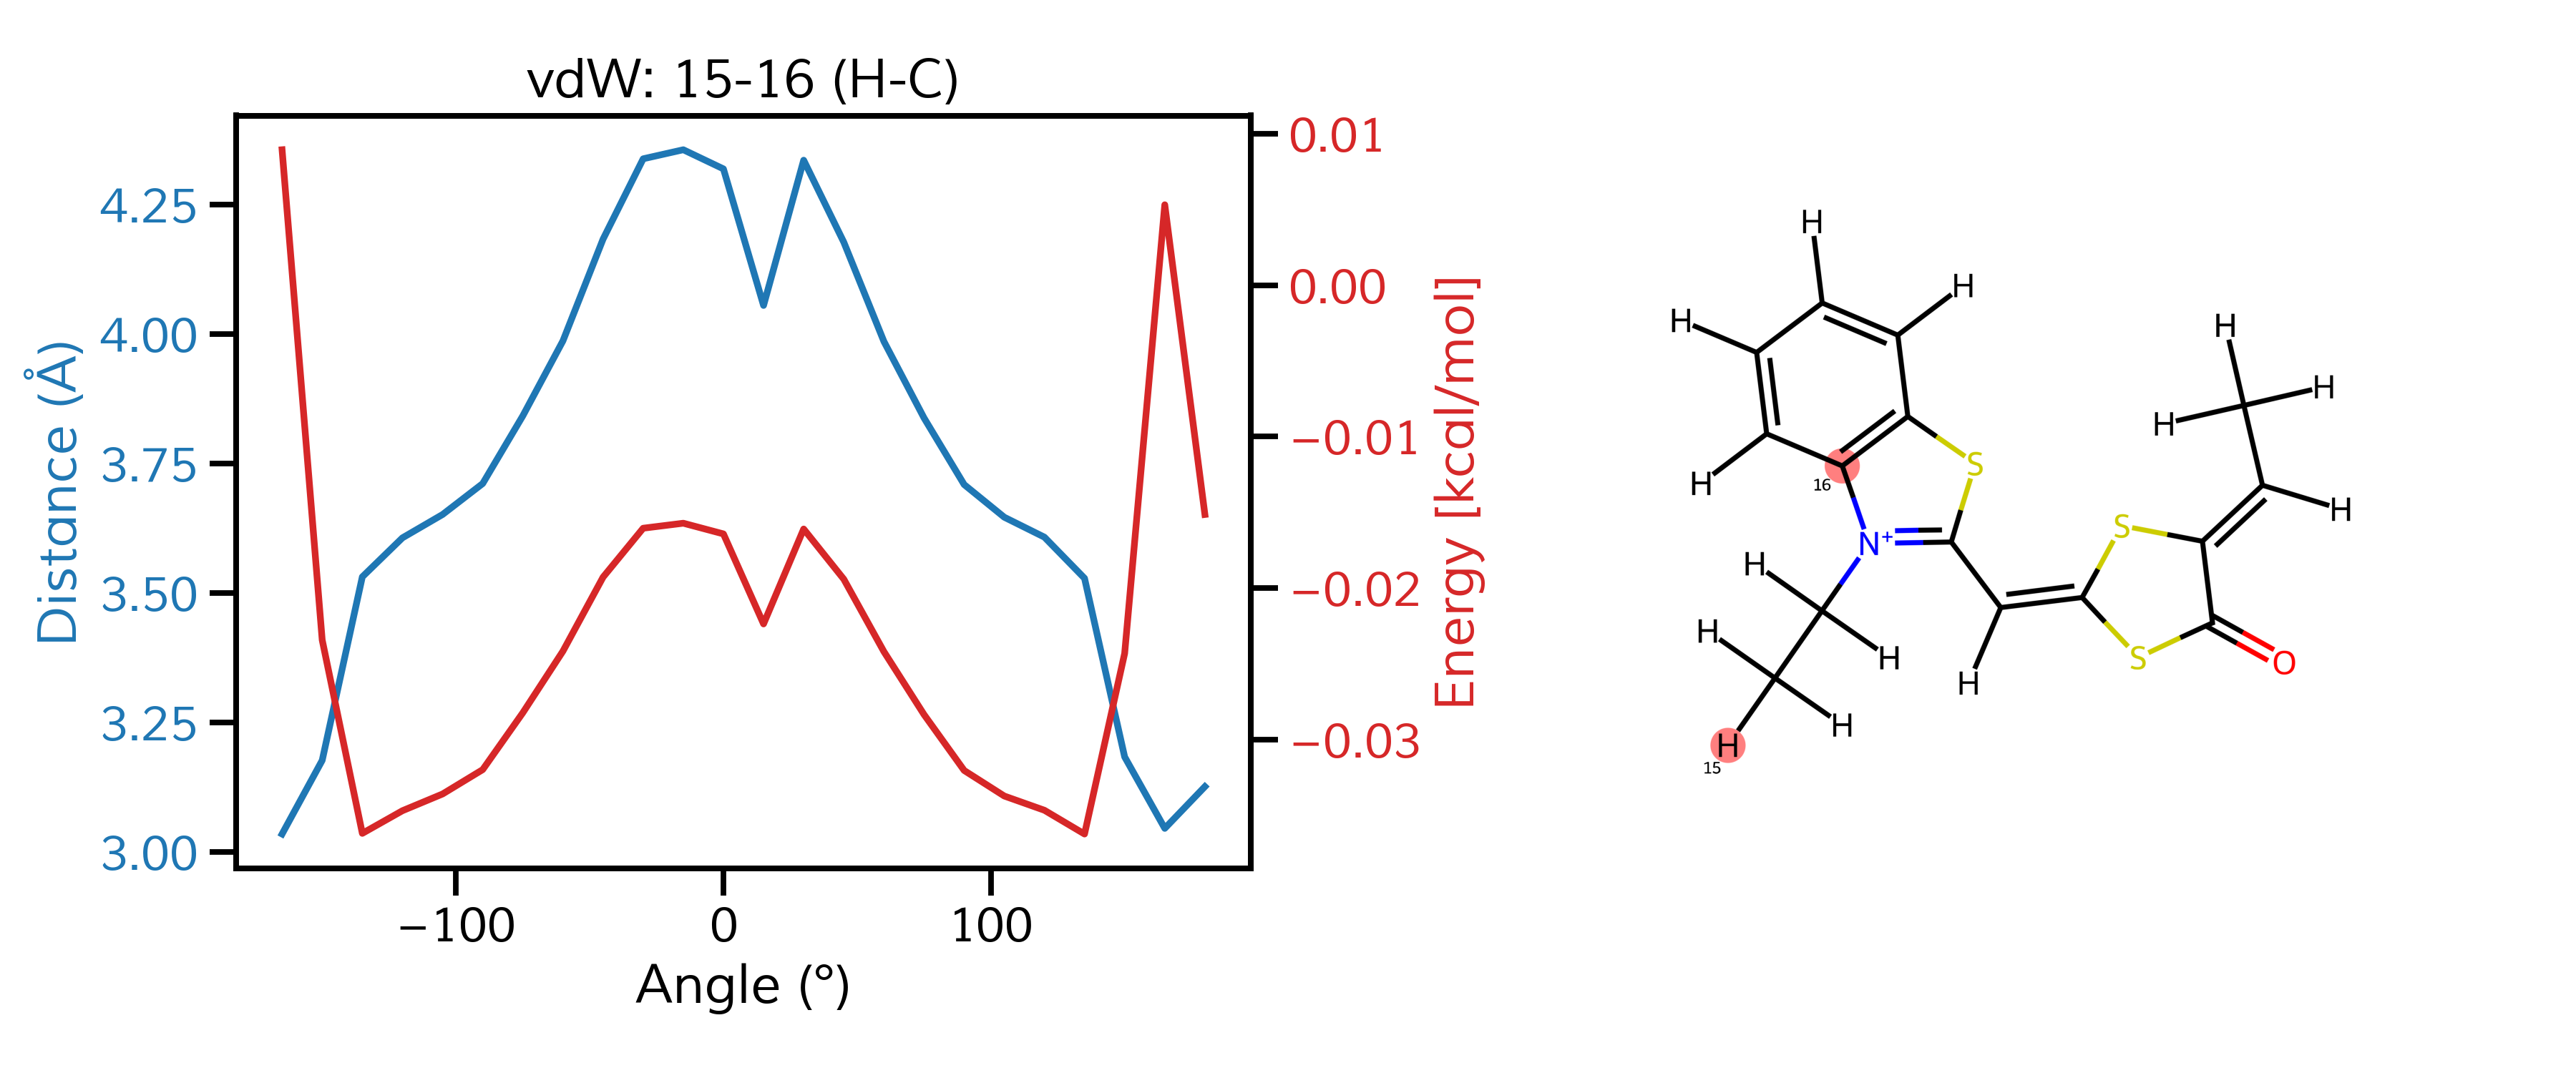 vdW: 15-16 (H-C)
Distance (Å)
4.25
4.00
3.75
3.50
3.25
3.00
−100
0
100
Angle (°)
0.01
0.00
−0.01
−0.02
−0.03
Energy [kcal/mol]
H
H
H
H
H
H
H
S
H
16
H
S
N⁺
H
H
H
S
O
H
H
H
15